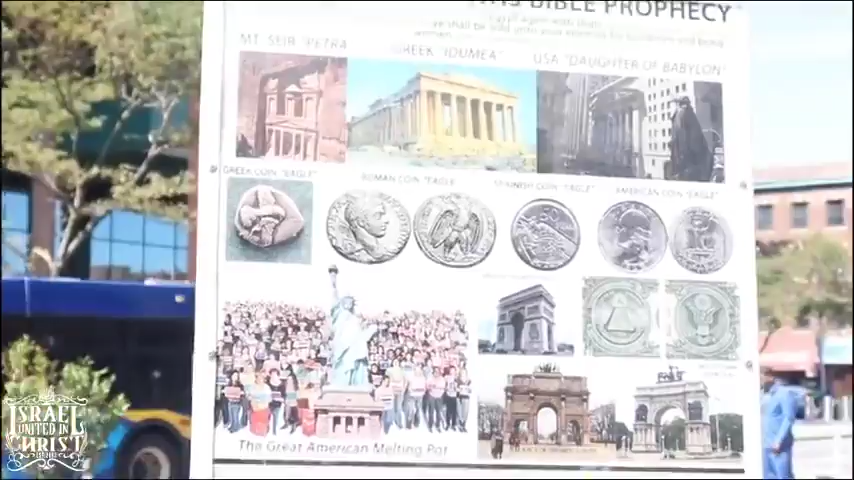 BIBLE PROPHECY
MT. SEIR "PETRA
GREEK "IDUMEA"
USA "DAUGHTER OF BABYLON"
GREEK COIN "EAGLE"
ROMAN COIN "EAGLE"
SPANISH COIN "EAGLE"
AMERICAN COIN "EAGLE"
50
The Great American Melting Pot
ISRAEL
UNITED IN
CHRIST